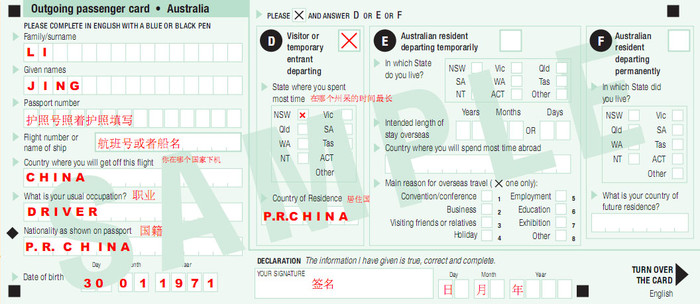 Outgoing passenger card • Australia
PLEASE COMPLETE IN ENGLISH WITH A BLUE OR BLACK PEN
Family/surname
LI
Given names
JING
Passport number
护照号照着护照填写
Flight number or
name of ship
航班号或者船名
Country where you will get off this flight
你在哪个国家下机
CHINA
What is your usual occupation? 职业
DRIVER
Nationality as shown on passport 国籍
P.R. CHINA
Day Month Year
Date of birth 30 01 1971
PLEASE X AND ANSWER D OR E OR F
D Visitor or
temporary
entrant
departing
X
State where you spent
most time 在哪个州呆的时间最长
NSW X Vic
Qld SA
WA Tas
NT ACT
Other
Country of Residence 居住国
P.R.CHINA
E Australian resident
departing temporarily
In which State
do you live?
NSW Vic Qld
SA WA Tas
NT ACT Other
Years Months Days
Intended length of
stay overseas
OR
Country where you will spend most time abroad
Main reason for overseas travel (X one only):
Convention/conference 1 Employment 5
Business 2 Education 6
Visiting friends or relatives 3 Exhibition 7
Holiday 4 Other 8
F Australian
resident
departing
permanently
In which State did
you live?
NSW Vic
Qld SA
WA Tas
NT ACT
Other
What is your country of
future residence?
DECLARATION The information I have given is true, correct and complete.
YOUR SIGNATURE
签名
Day Month Year
日 月 年
TURN OVER
THE CARD
English
SAMPLE